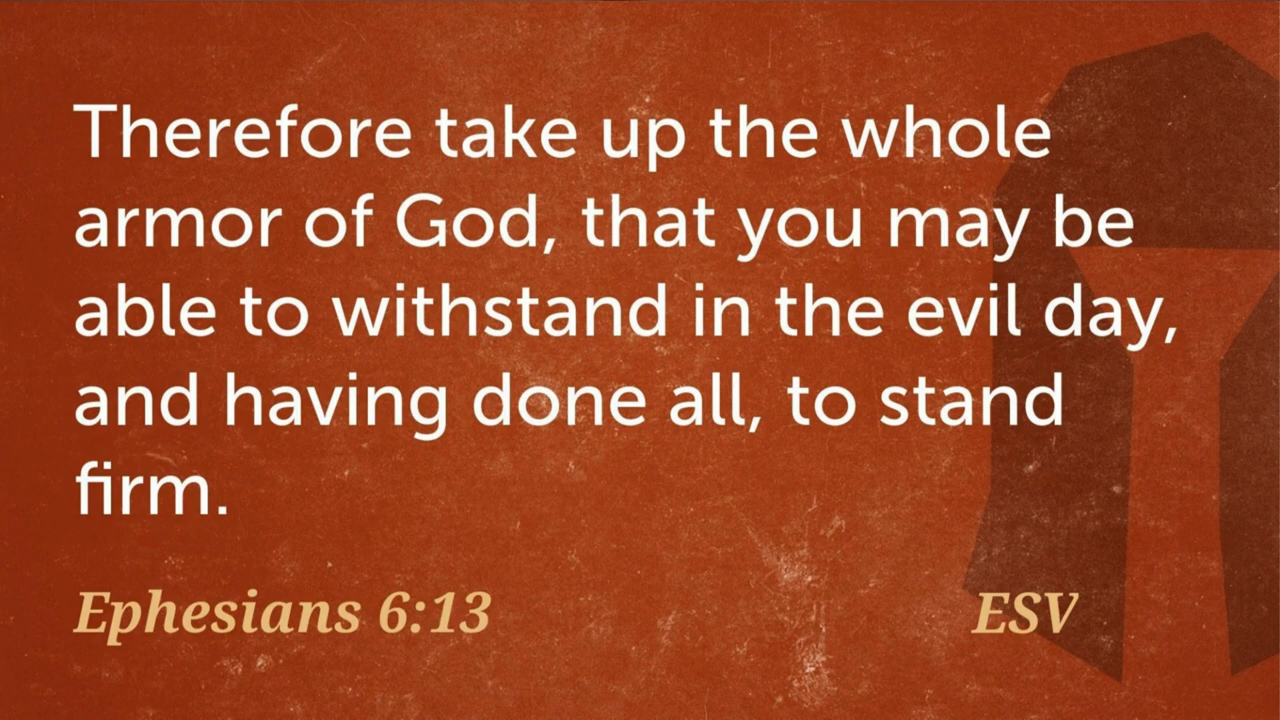 Therefore take up the whole
armor of God, that you may be
able to withstand in the evil day,
and having done all, to stand
firm.
Ephesians 6:13 ESV